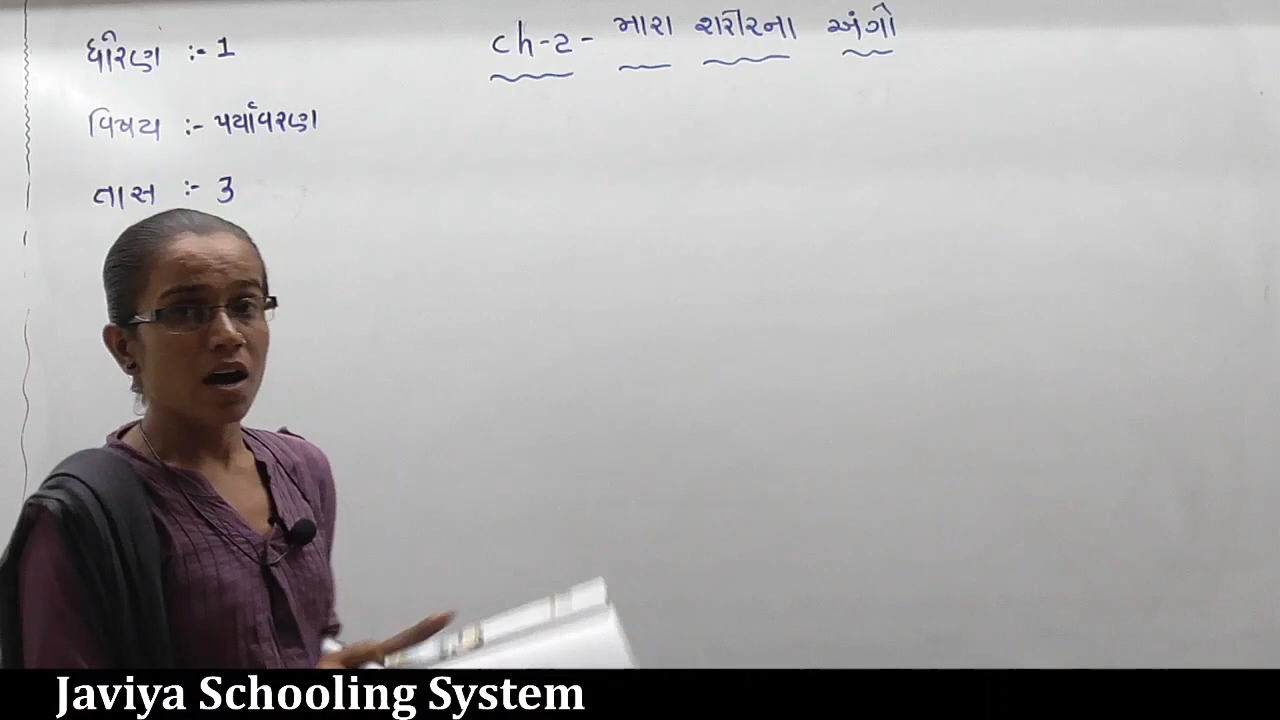 ધોરણ :- 1
ch-2- મારા શરીરના અંગો
વિષય :- પર્યાવરણ
તાસ :- 3
Javiya Schooling System